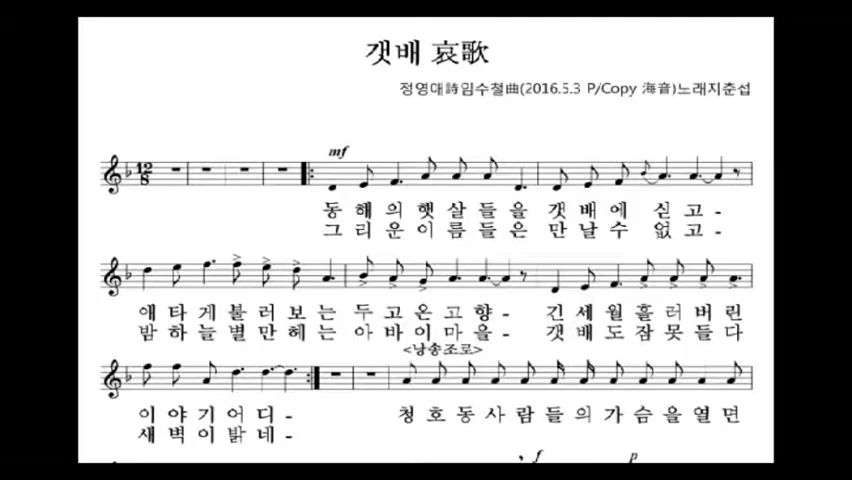 갯배 哀歌
정영애詩임수철曲(2016.5.3 P/Copy 海音)노래지춘섭
mf
12
8
동 해 의 햇 살 들 을 갯 배 에 싣 고 -
그 리 운 이 름 들 은 만 날 수 없 고 -
애 타 게 불 러 보 는 두 고 온 고 향 - 긴 세 월 흘 러 버 린
밤 하 늘 별 만 헤 는 아 바 이 마 을 - 갯 배 도 잠 못 들 다
<낭송조로>
이 야 기 어 디 - 청 호 동 사 람 들 의 가 슴 을 열 면
새 벽 이 밝 네 -
f p